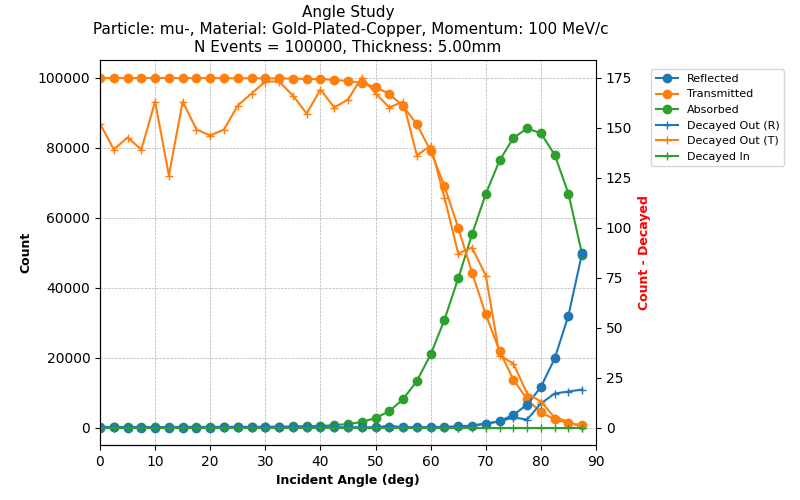 Angle Study
Particle: mu-, Material: Gold-Plated-Copper, Momentum: 100 MeV/c
N Events = 100000, Thickness: 5.00mm
100000
80000
60000
40000
20000
0
Count
0 10 20 30 40 50 60 70 80 90
Incident Angle (deg)
175
150
125
100
75
50
25
0
Count - Decayed
Reflected
Transmitted
Absorbed
Decayed Out (R)
Decayed Out (T)
Decayed In